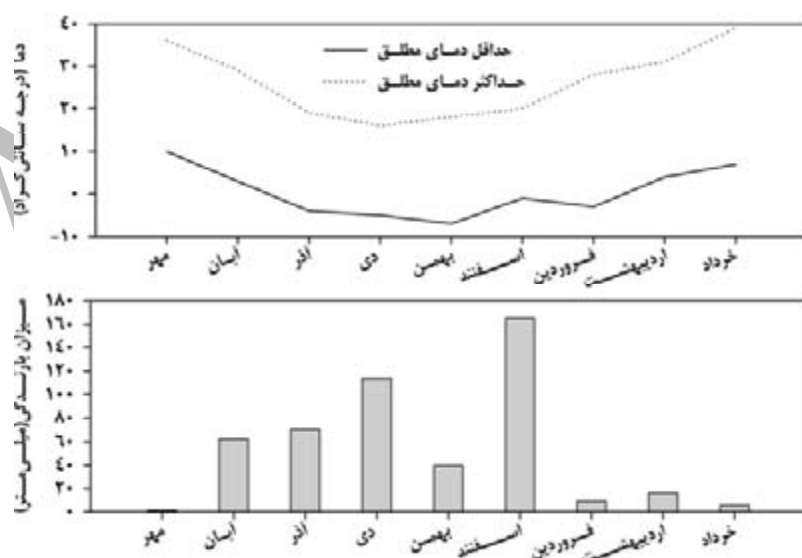 دما (درجه سانتی‌گراد)
۴۰
۳۰
۲۰
۱۰
۰
-۱۰
حداقل دمای مطلق
حداکثر دمای مطلق
مهر آبان آذر دی بهمن اسفند فروردین اردیبهشت خرداد
میزان بارندگی (میلی‌متر)
۱۸۰
۱۶۰
۱۴۰
۱۲۰
۱۰۰
۸۰
۶۰
۴۰
۲۰
۰
مهر آبان آذر دی بهمن اسفند فروردین اردیبهشت خرداد